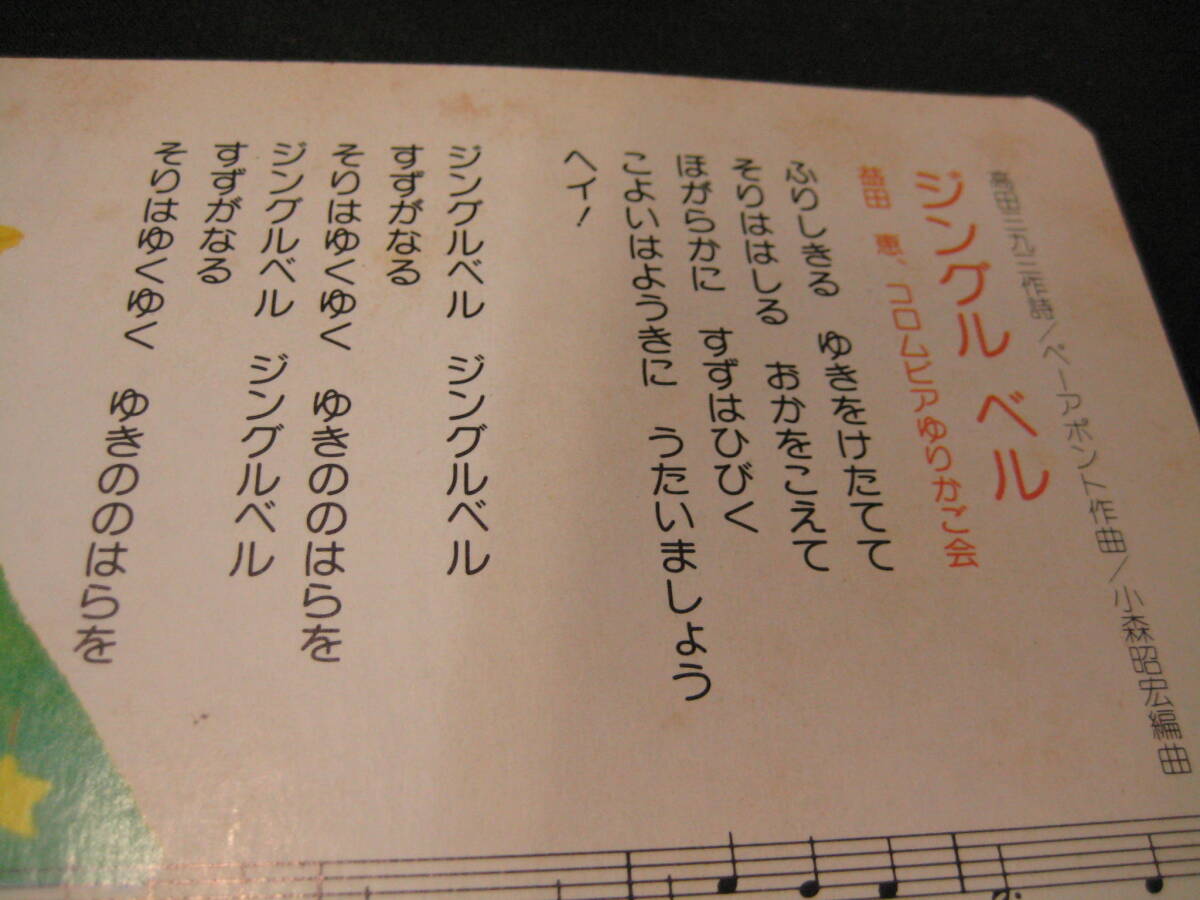 高田三九三作詩/ペーアポント作曲/小森昭宏編曲
ジングル ベル
益田 恵、コロムビアゆりかご会
ふりしきる ゆきをけたてて
そりははしる おかをこえて
ほがらかに すずはひびく
こよいはようきに うたいましょう
ヘイ!
ジングルベル ジングルベル
すずがなる
そりはゆくゆく ゆきののはらを
ジングルベル ジングルベル
すずがなる
そりはゆくゆく ゆきののはらを